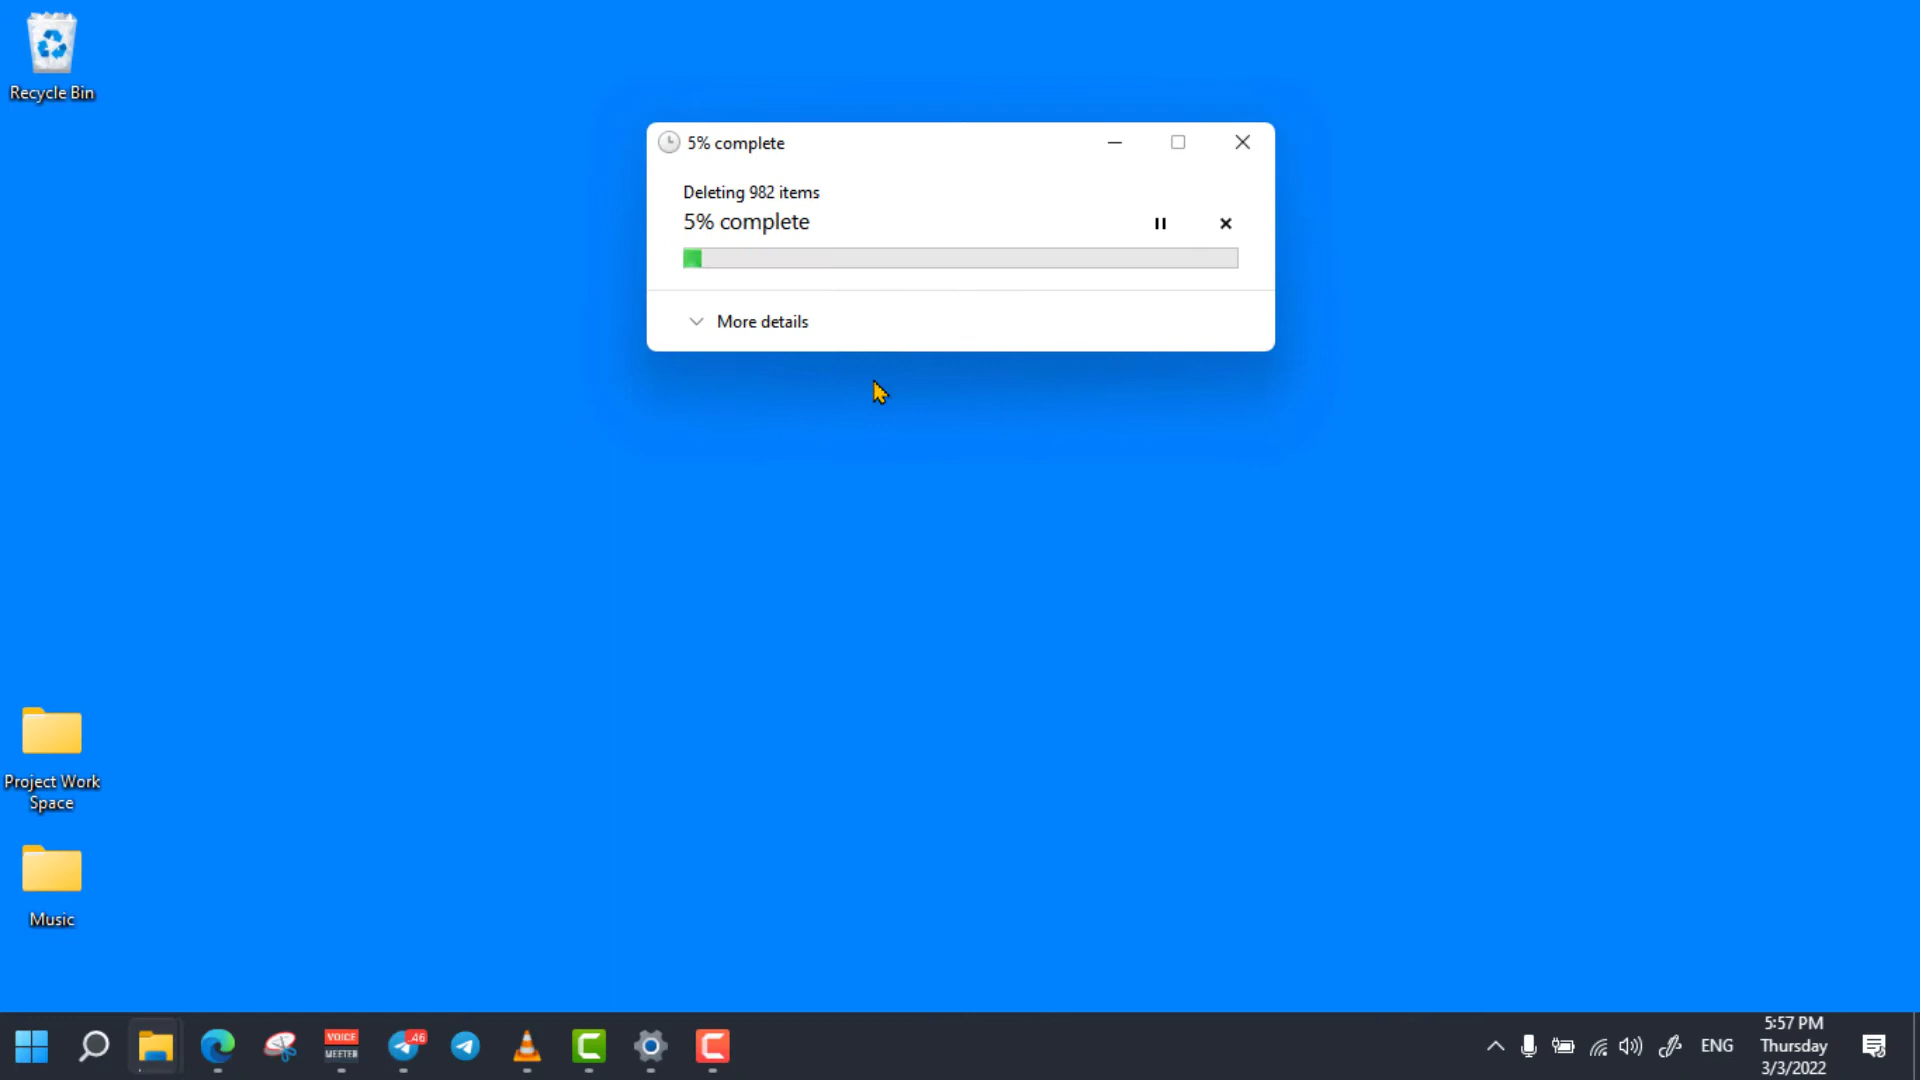 Recycle Bin
5% complete
Deleting 982 items
5% complete
More details
Project Work
Space
Music
VOICE
MEETER
.46
ENG
5:57 PM
Thursday
3/3/2022